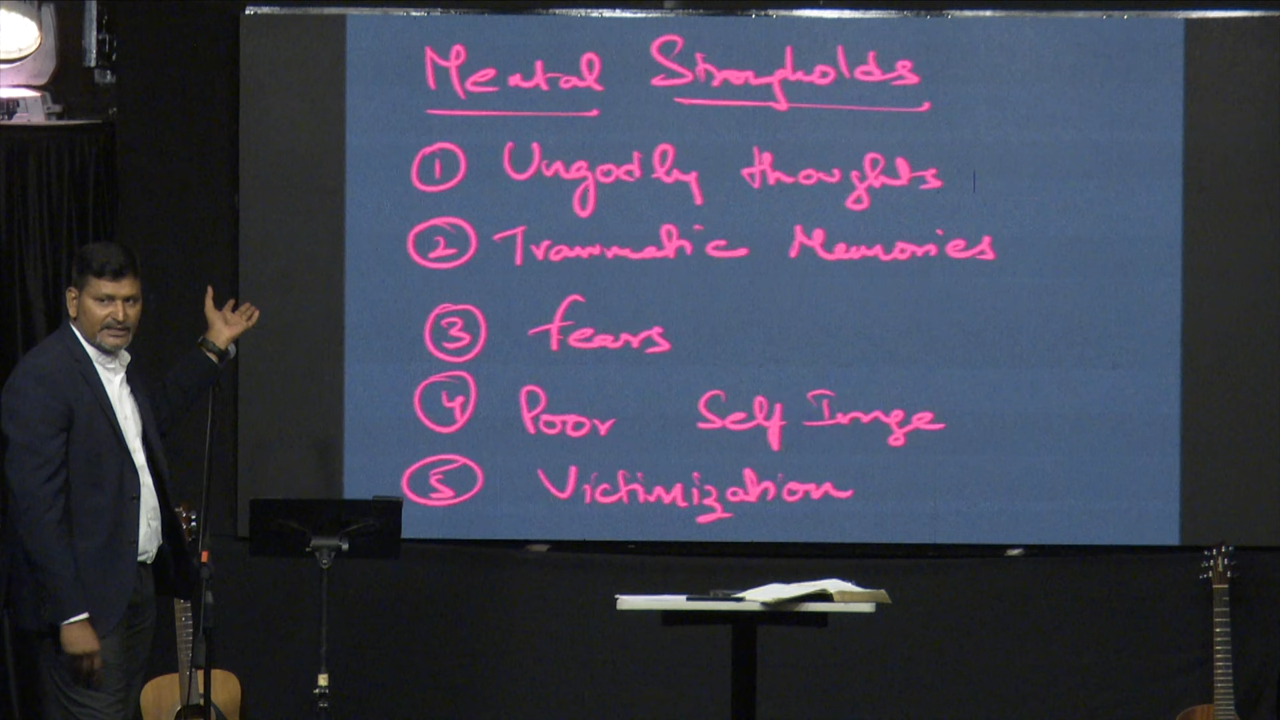 Mental Strongholds
① Ungodly thoughts
② Traumatic Memories
③ fears
④ Poor Self Image
⑤ Victimization